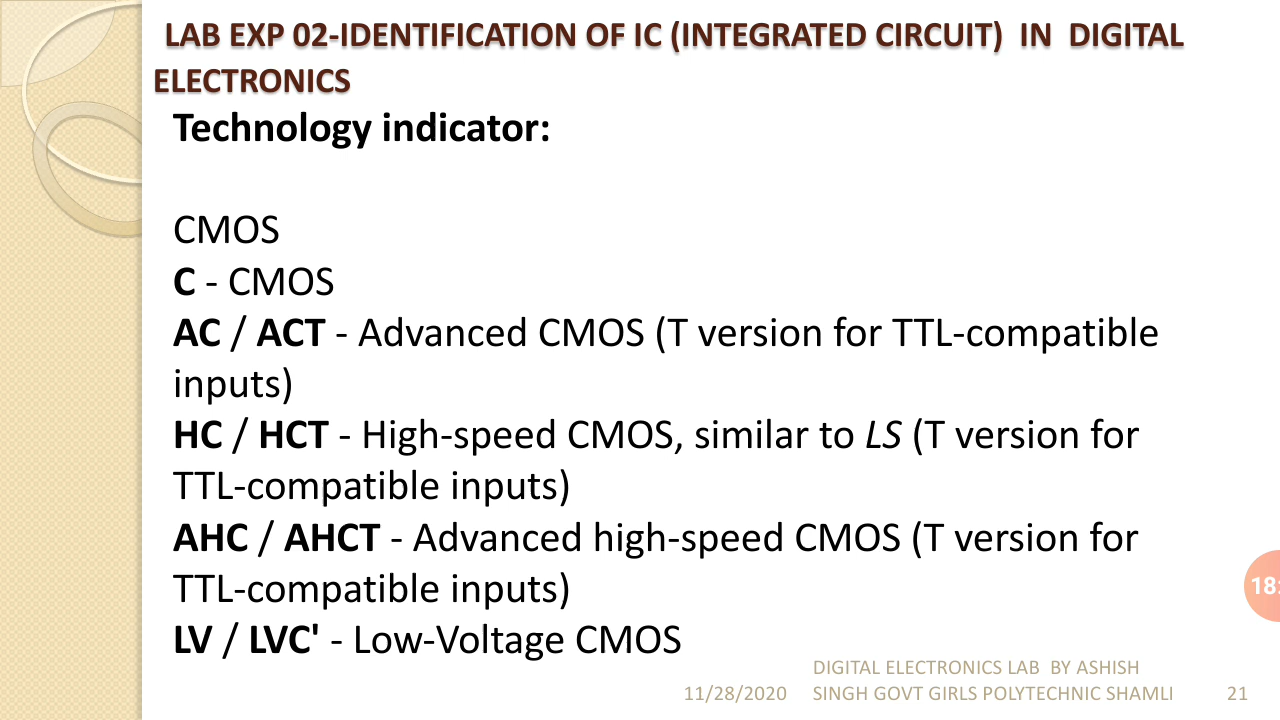 LAB EXP 02-IDENTIFICATION OF IC (INTEGRATED CIRCUIT) IN DIGITAL
ELECTRONICS
Technology indicator:
CMOS
C - CMOS
AC / ACT - Advanced CMOS (T version for TTL-compatible
inputs)
HC / HCT - High-speed CMOS, similar to LS (T version for
TTL-compatible inputs)
AHC / AHCT - Advanced high-speed CMOS (T version for
TTL-compatible inputs)
LV / LVC' - Low-Voltage CMOS
18:
DIGITAL ELECTRONICS LAB BY ASHISH
11/28/2020 SINGH GOVT GIRLS POLYTECHNIC SHAMLI 21